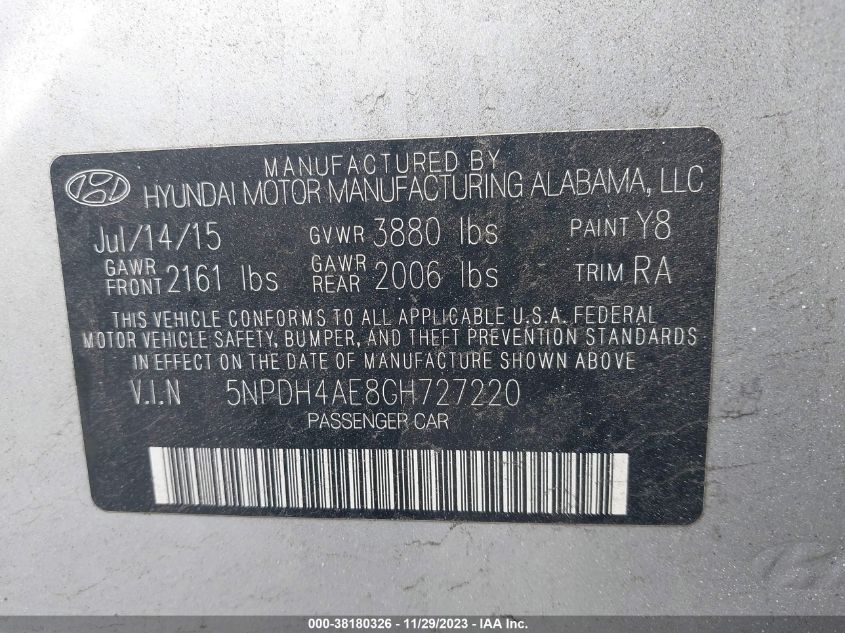 MANUFACTURED BY
HYUNDAI MOTOR MANUFACTURING ALABAMA, LLC
Jul/14/15 GVWR 3880 lbs PAINT Y8
GAWR FRONT 2161 lbs GAWR REAR 2006 lbs TRIM RA
THIS VEHICLE CONFORMS TO ALL APPLICABLE U.S.A. FEDERAL
MOTOR VEHICLE SAFETY, BUMPER, AND THEFT PREVENTION STANDARDS
IN EFFECT ON THE DATE OF MANUFACTURE SHOWN ABOVE
V.I.N 5NPDH4AE8GH727220
PASSENGER CAR
000-38180326 - 11/29/2023 - IAA Inc.